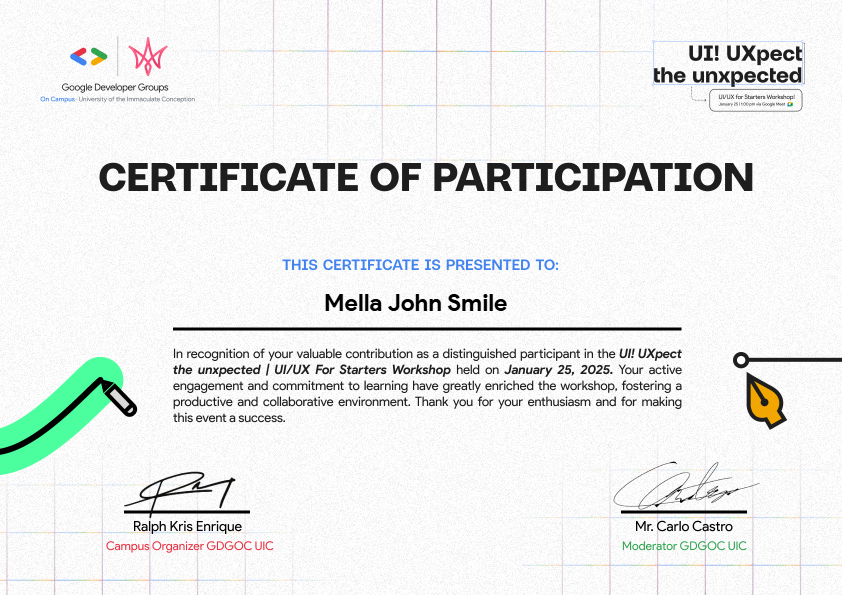 Google Developer Groups
On Campus · University of the Immaculate Conception
UI! UXpect
the unxpected
UI/UX for Starters Workshop!
January 25 | 1:00 pm via Google Meet
CERTIFICATE OF PARTICIPATION
THIS CERTIFICATE IS PRESENTED TO:
Mella John Smile
In recognition of your valuable contribution as a distinguished participant in the UI! UXpect
the unxpected | UI/UX For Starters Workshop held on January 25, 2025. Your active
engagement and commitment to learning have greatly enriched the workshop, fostering a
productive and collaborative environment. Thank you for your enthusiasm and for making
this event a success.
Ralph Kris Enrique
Campus Organizer GDGOC UIC
Mr. Carlo Castro
Moderator GDGOC UIC